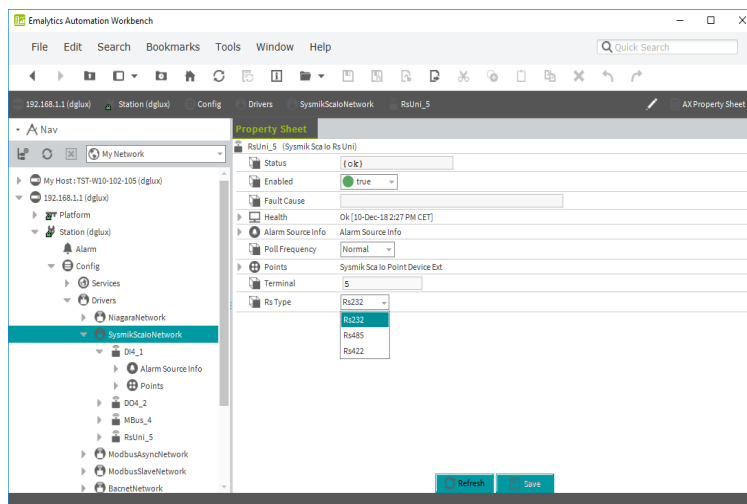 Emalytics Automation Workbench
File Edit Search Bookmarks Tools Window Help
Quick Search
192.168.1.1 (dglux) Station (dglux) Config Drivers SysmikScaIoNetwork RsUni_5 AX Property Sheet
Nav
My Network
My Host : TST-W10-102-105 (dglux)
192.168.1.1 (dglux)
Platform
Station (dglux)
Alarm
Config
Services
Drivers
NiagaraNetwork
SysmikScaIoNetwork
DI4_1
Alarm Source Info
Points
DO4_2
MBus_4
RsUni_5
ModbusAsyncNetwork
ModbusSlaveNetwork
BacnetNetwork
Property Sheet
RsUni_5 (Sysmik Sca Io Rs Uni)
Status {ok}
Enabled true
Fault Cause
Health Ok [10-Dec-18 2:27 PM CET]
Alarm Source Info Alarm Source Info
Poll Frequency Normal
Points Sysmik Sca Io Point Device Ext
Terminal 5
Rs Type Rs232
Rs232
Rs485
Rs422
Refresh Save